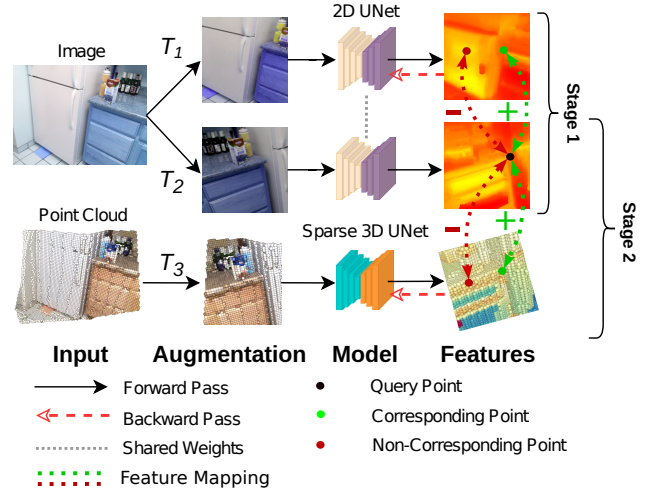 2D UNet
Image
T1
T2
− +
Stage 1
Stage 2
− +
Point Cloud
Sparse 3D UNet
T3
Input Augmentation Model Features
Forward Pass
Query Point
Backward Pass
Corresponding Point
Shared Weights
Non-Corresponding Point
Feature Mapping